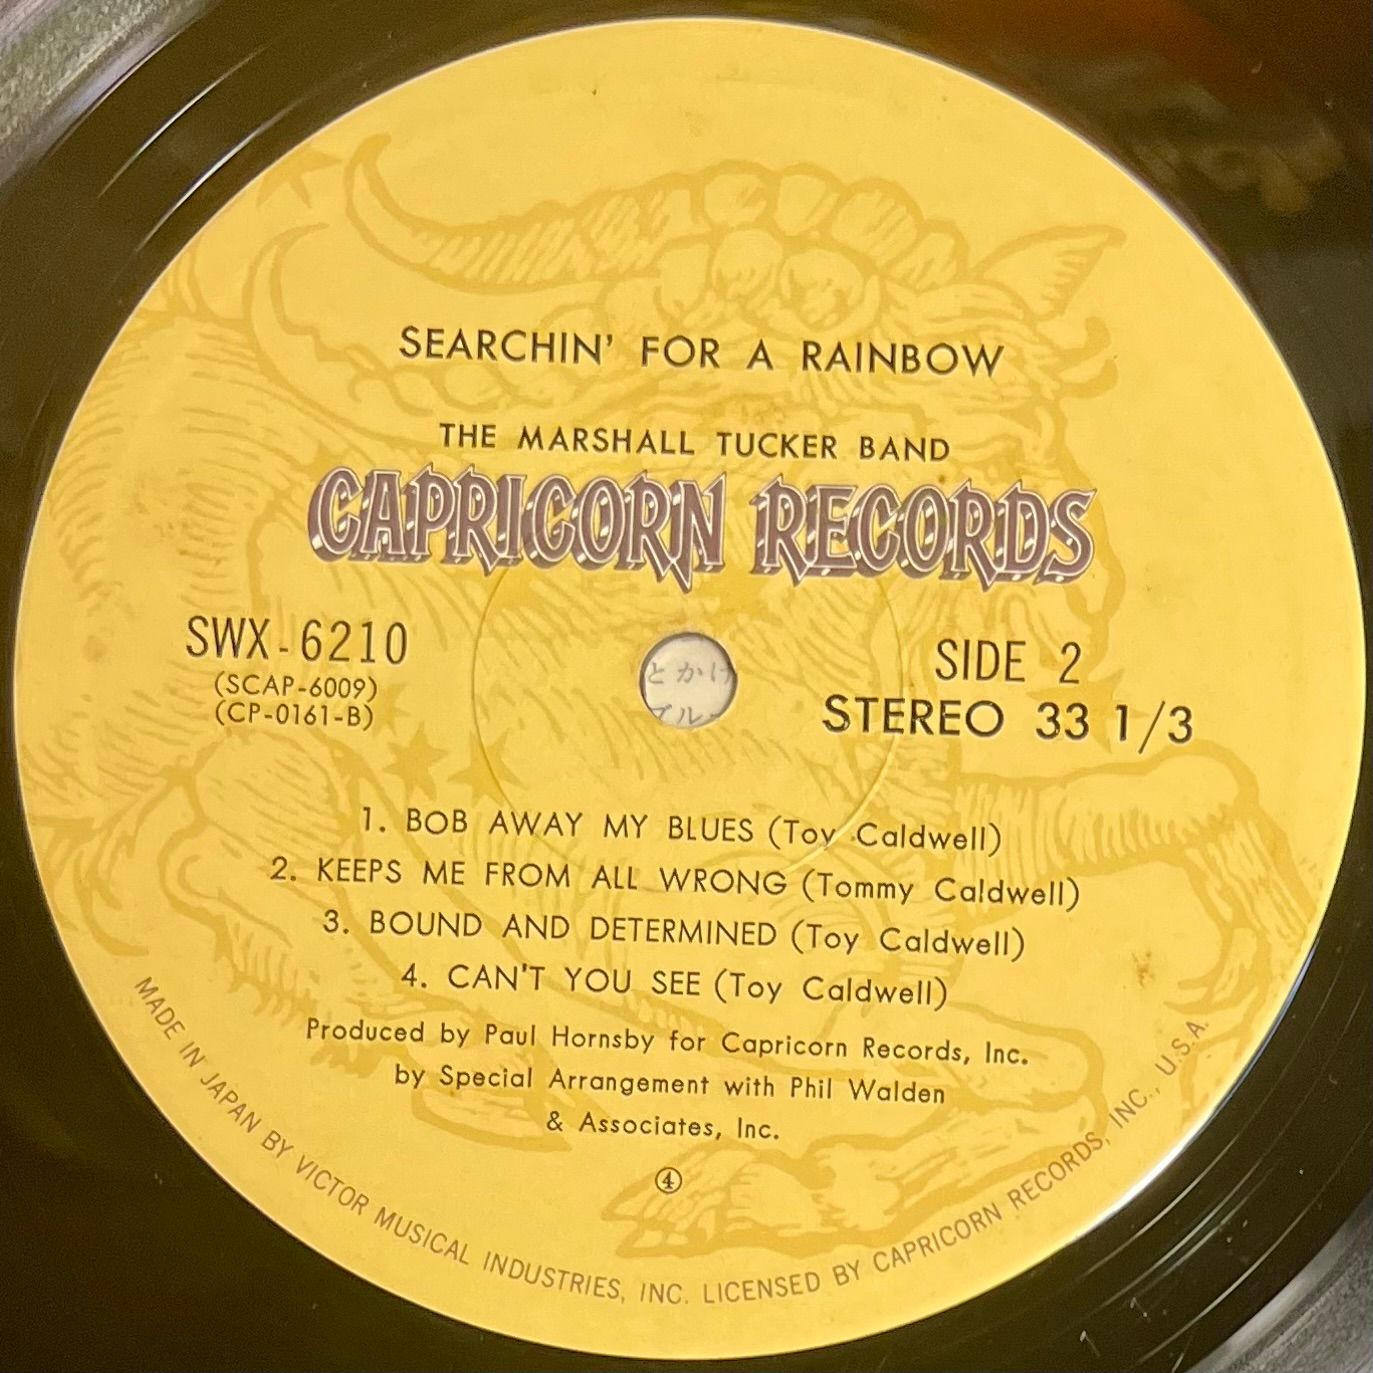 SEARCHIN' FOR A RAINBOW
THE MARSHALL TUCKER BAND
CAPRICORN RECORDS
SWX-6210
(SCAP-6009)
(CP-0161-B)
とかけ
ブル
SIDE 2
STEREO 33 1/3
1. BOB AWAY MY BLUES (Toy Caldwell)
2. KEEPS ME FROM ALL WRONG (Tommy Caldwell)
3. BOUND AND DETERMINED (Toy Caldwell)
4. CAN'T YOU SEE (Toy Caldwell)
Produced by Paul Hornsby for Capricorn Records, Inc.
by Special Arrangement with Phil Walden
& Associates, Inc.
④
MADE IN JAPAN BY VICTOR MUSICAL INDUSTRIES, INC. LICENSED BY CAPRICORN RECORDS, INC., U.S.A.